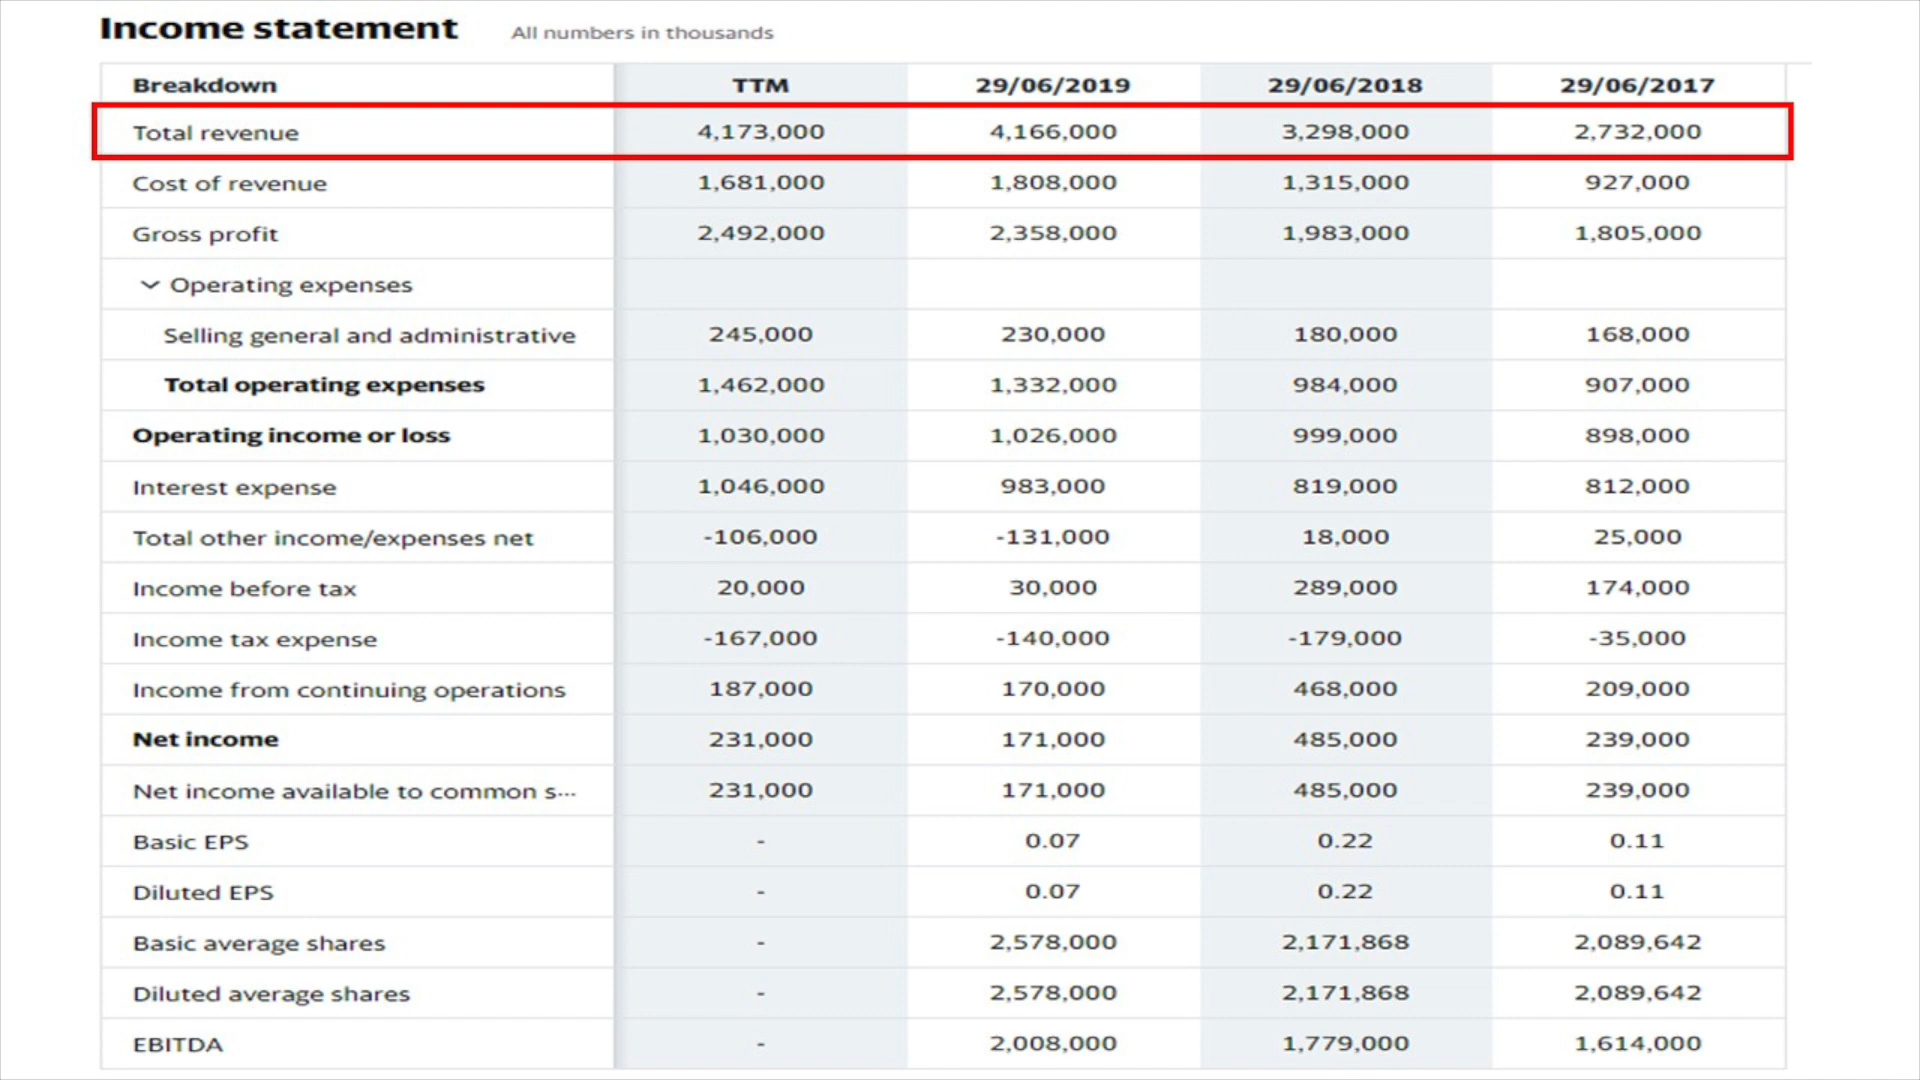 Income statement All numbers in thousands
Breakdown TTM 29/06/2019 29/06/2018 29/06/2017
Total revenue 4,173,000 4,166,000 3,298,000 2,732,000
Cost of revenue 1,681,000 1,808,000 1,315,000 927,000
Gross profit 2,492,000 2,358,000 1,983,000 1,805,000
Operating expenses
Selling general and administrative 245,000 230,000 180,000 168,000
Total operating expenses 1,462,000 1,332,000 984,000 907,000
Operating income or loss 1,030,000 1,026,000 999,000 898,000
Interest expense 1,046,000 983,000 819,000 812,000
Total other income/expenses net -106,000 -131,000 18,000 25,000
Income before tax 20,000 30,000 289,000 174,000
Income tax expense -167,000 -140,000 -179,000 -35,000
Income from continuing operations 187,000 170,000 468,000 209,000
Net income 231,000 171,000 485,000 239,000
Net income available to common s... 231,000 171,000 485,000 239,000
Basic EPS - 0.07 0.22 0.11
Diluted EPS - 0.07 0.22 0.11
Basic average shares - 2,578,000 2,171,868 2,089,642
Diluted average shares - 2,578,000 2,171,868 2,089,642
EBITDA - 2,008,000 1,779,000 1,614,000